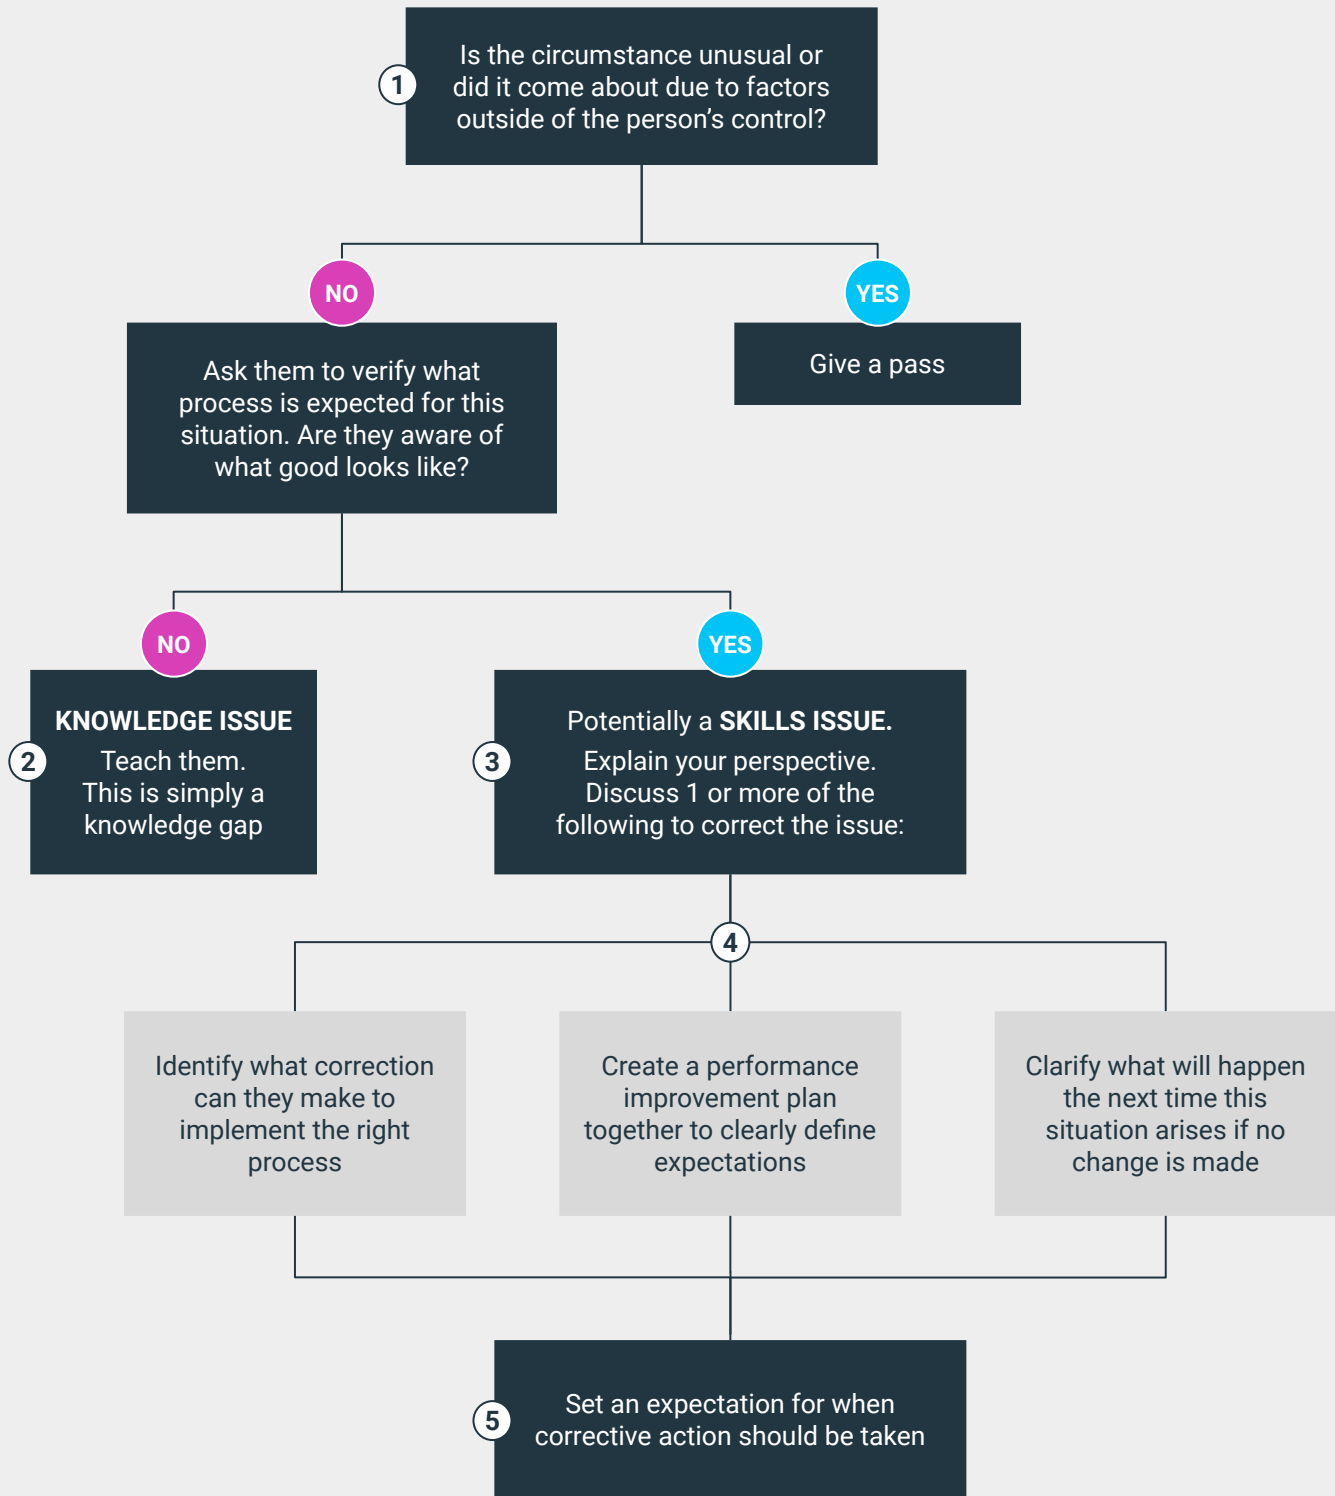 1
Is the circumstance unusual or
did it come about due to factors
outside of the person’s control?
NO
YES
Ask them to verify what
process is expected for this
situation. Are they aware of
what good looks like?
Give a pass
NO
YES
2
KNOWLEDGE ISSUE
Teach them.
This is simply a
knowledge gap
3
Potentially a SKILLS ISSUE.
Explain your perspective.
Discuss 1 or more of the
following to correct the issue:
4
Identify what correction
can they make to
implement the right
process
Create a performance
improvement plan
together to clearly define
expectations
Clarify what will happen
the next time this
situation arises if no
change is made
5
Set an expectation for when
corrective action should be taken